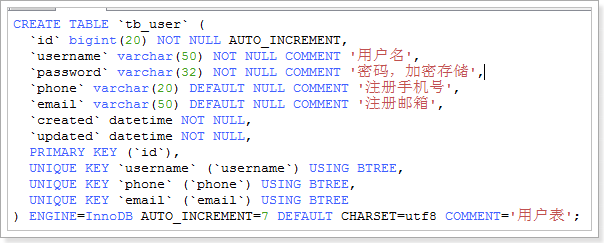 CREATE TABLE `tb_user` (
  `id` bigint(20) NOT NULL AUTO_INCREMENT,
  `username` varchar(50) NOT NULL COMMENT '用户名',
  `password` varchar(32) NOT NULL COMMENT '密码，加密存储',
  `phone` varchar(20) DEFAULT NULL COMMENT '注册手机号',
  `email` varchar(50) DEFAULT NULL COMMENT '注册邮箱',
  `created` datetime NOT NULL,
  `updated` datetime NOT NULL,
  PRIMARY KEY (`id`),
  UNIQUE KEY `username` (`username`) USING BTREE,
  UNIQUE KEY `phone` (`phone`) USING BTREE,
  UNIQUE KEY `email` (`email`) USING BTREE
) ENGINE=InnoDB AUTO_INCREMENT=7 DEFAULT CHARSET=utf8 COMMENT='用户表';